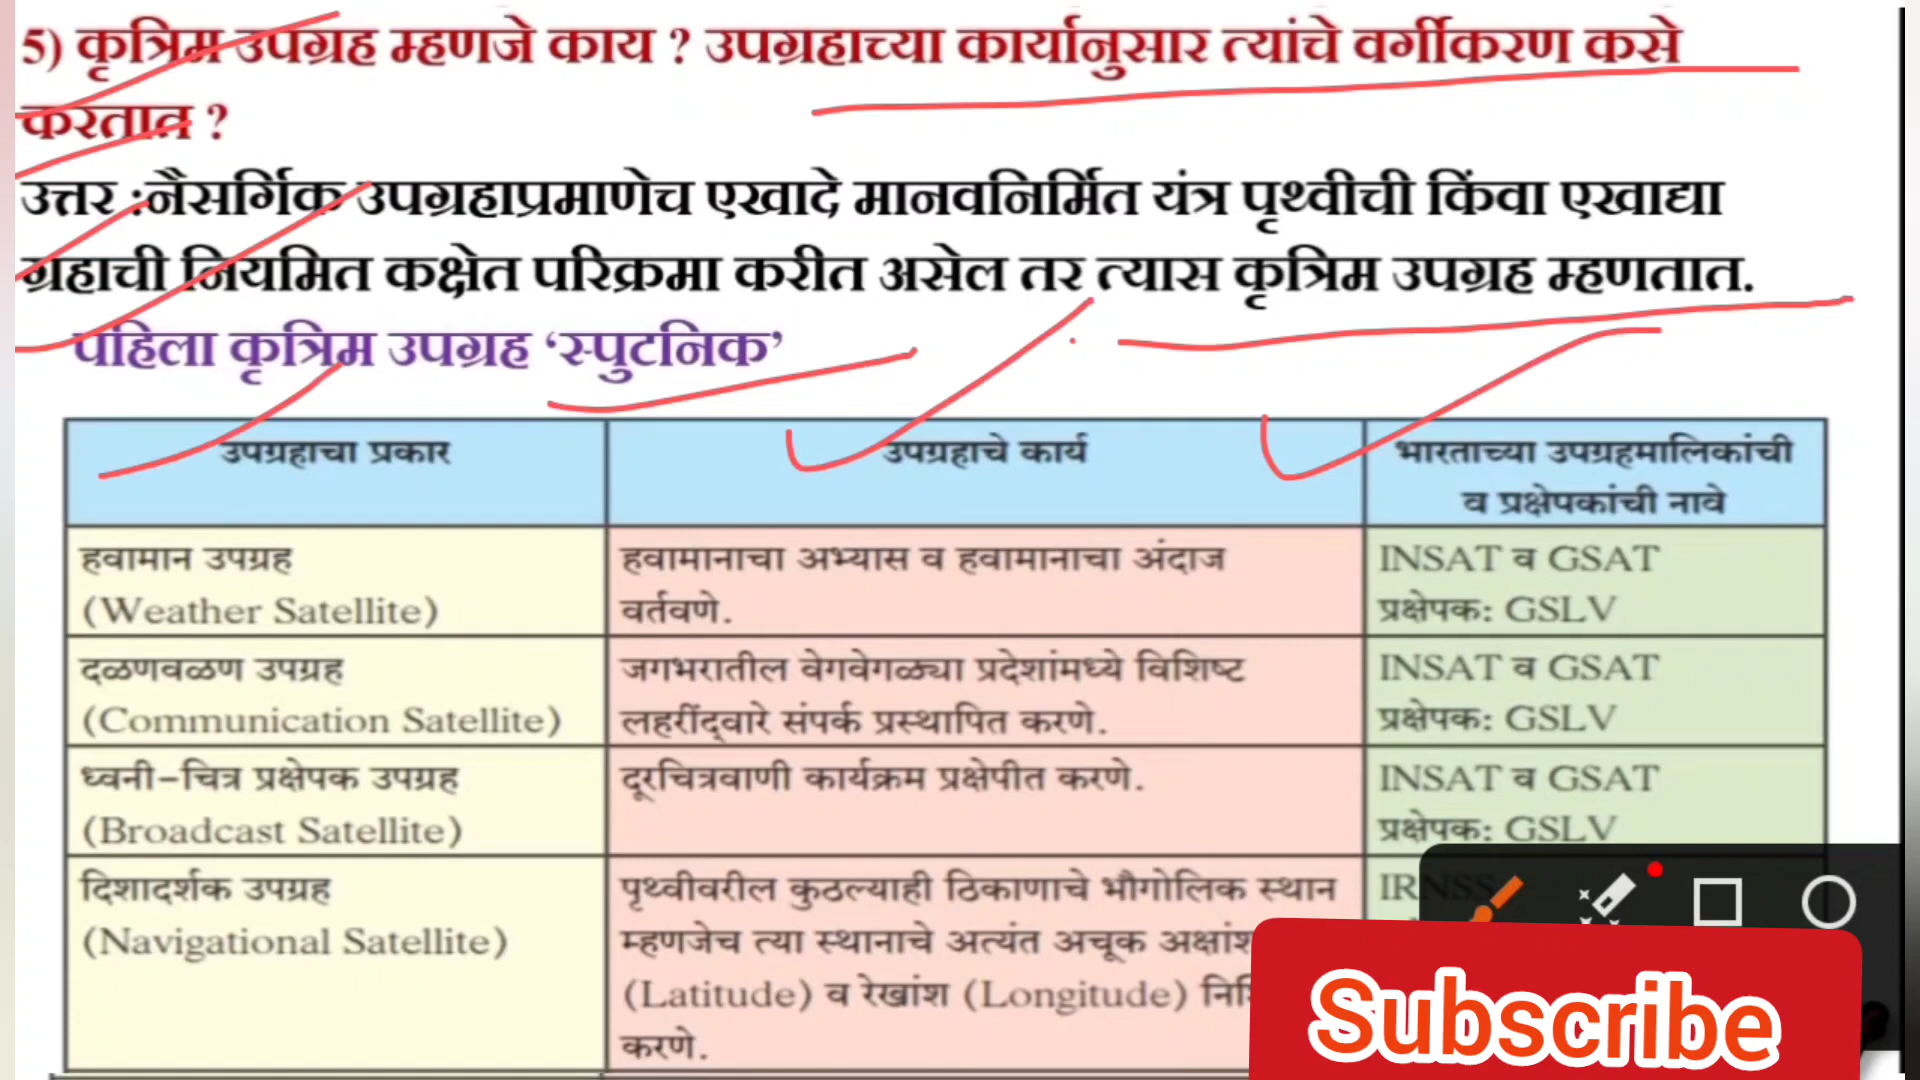 5) कृत्रिम उपग्रह म्हणजे काय ? उपग्रहाच्या कार्यानुसार त्यांचे वर्गीकरण कसे
करतात ?
उत्तर :नैसर्गिक उपग्रहाप्रमाणेच एखादे मानवनिर्मित यंत्र पृथ्वीची किंवा एखाद्या
ग्रहाची नियमित कक्षेत परिक्रमा करीत असेल तर त्यास कृत्रिम उपग्रह म्हणतात.
पहिला कृत्रिम उपग्रह ‘स्पुटनिक’
उपग्रहाचा प्रकार
उपग्रहाचे कार्य
भारताच्या उपग्रहमालिकांची
व प्रक्षेपकांची नावे
हवामान उपग्रह
(Weather Satellite)
हवामानाचा अभ्यास व हवामानाचा अंदाज
वर्तवणे.
INSAT व GSAT
प्रक्षेपक: GSLV
दळणवळण उपग्रह
(Communication Satellite)
जगभरातील वेगवेगळ्या प्रदेशांमध्ये विशिष्ट
लहरींद्वारे संपर्क प्रस्थापित करणे.
INSAT व GSAT
प्रक्षेपक: GSLV
ध्वनी-चित्र प्रक्षेपक उपग्रह
(Broadcast Satellite)
दूरचित्रवाणी कार्यक्रम प्रक्षेपीत करणे.
INSAT व GSAT
प्रक्षेपक: GSLV
दिशादर्शक उपग्रह
(Navigational Satellite)
पृथ्वीवरील कुठल्याही ठिकाणाचे भौगोलिक स्थान
म्हणजेच त्या स्थानाचे अत्यंत अचूक अक्षांश
(Latitude) व रेखांश (Longitude)
करणे.
IRNSS
Subscribe